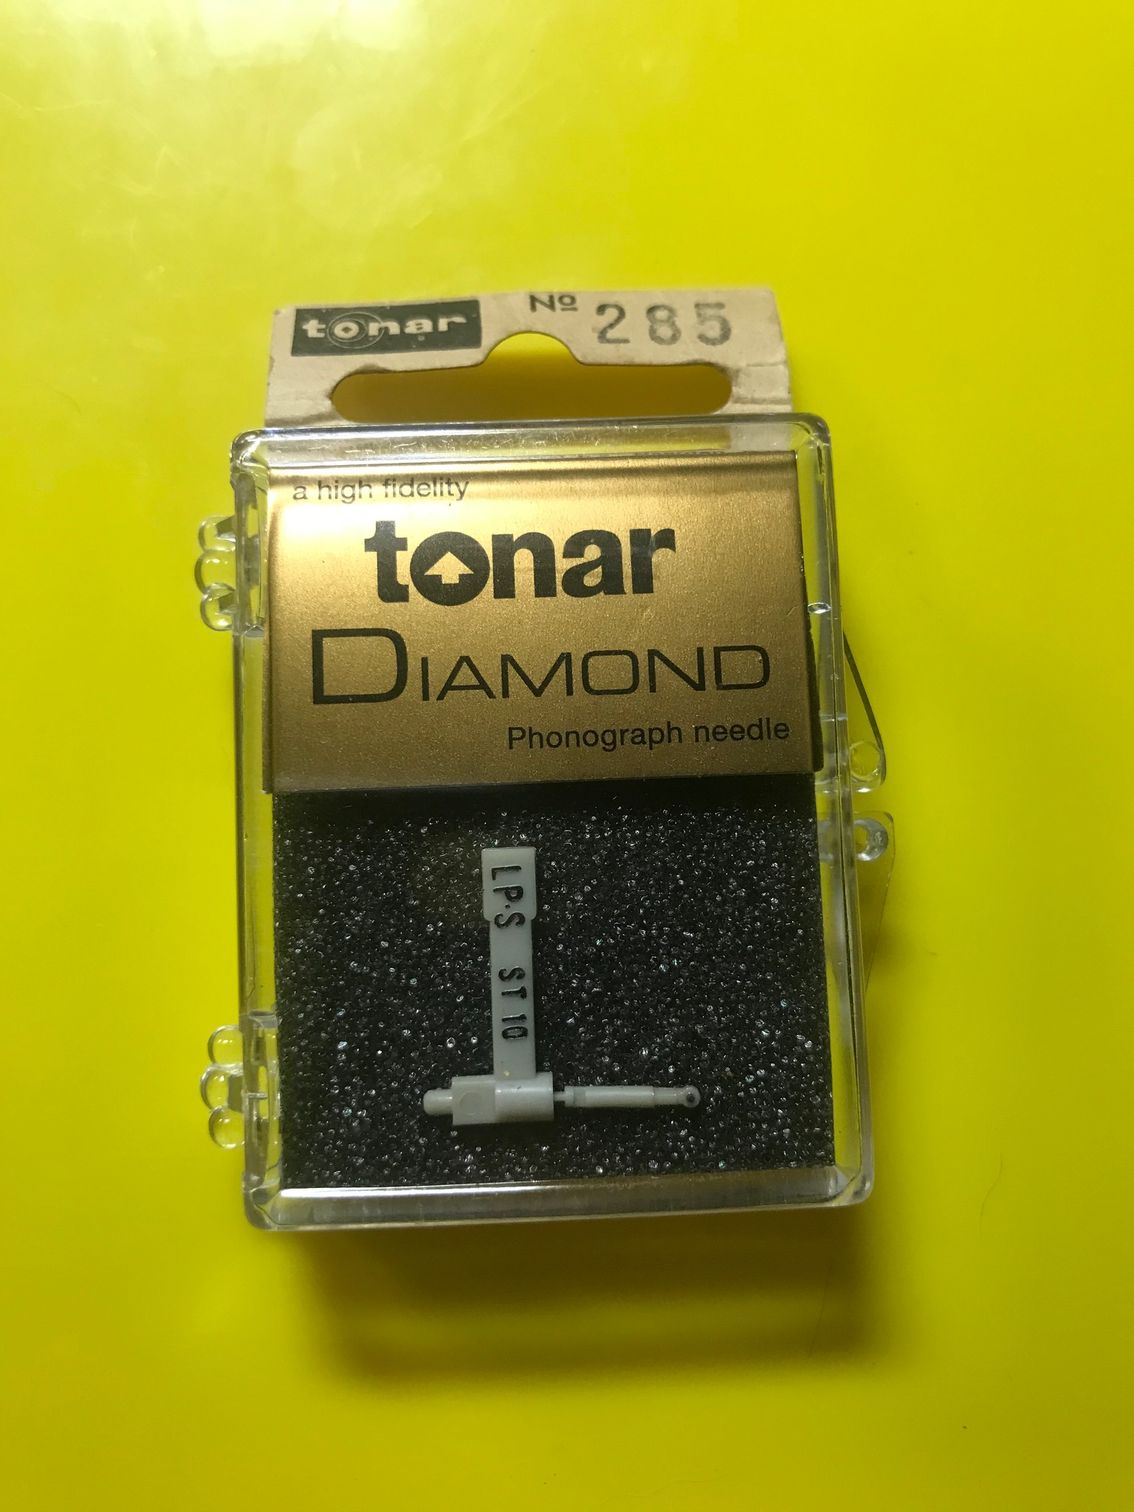 tonar № 285
a high fidelity
tonar
DIAMOND
Phonograph needle
LP-S ST10